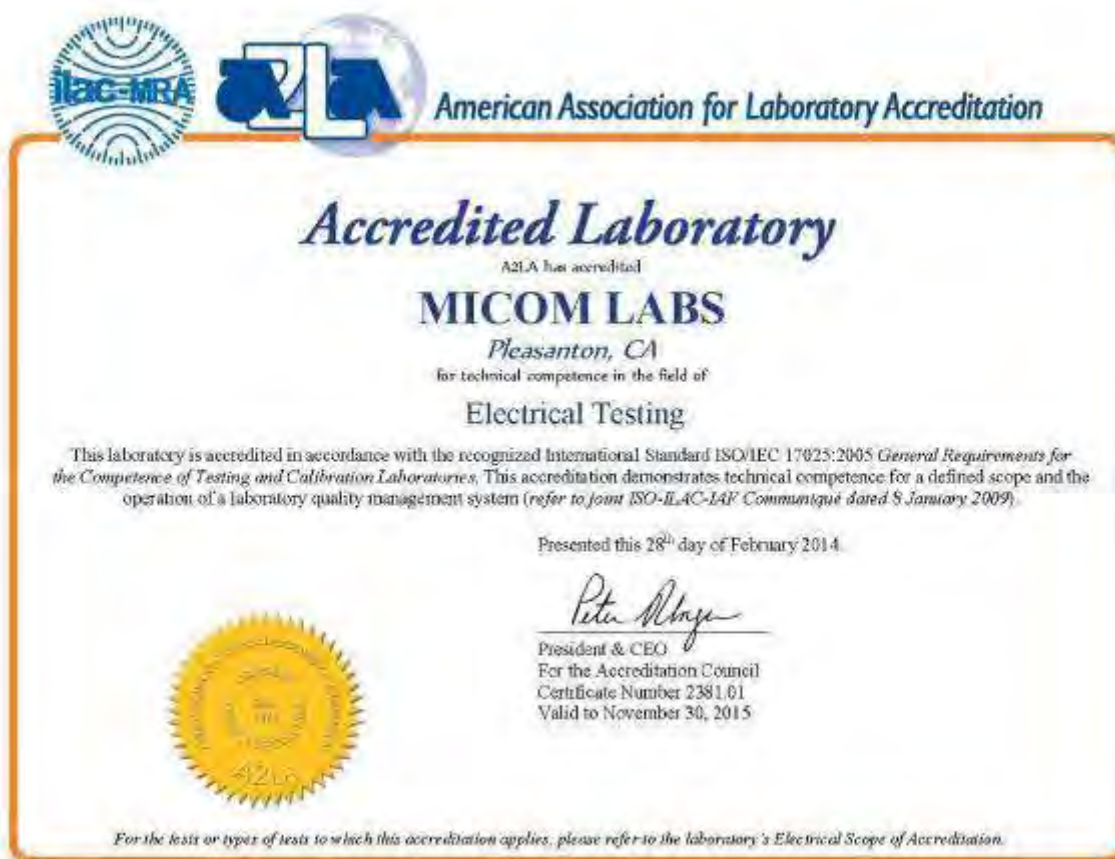 ilac-MRA
A2LA
American Association for Laboratory Accreditation
Accredited Laboratory
A2LA has accredited
MICOM LABS
Pleasanton, CA
for technical competence in the field of
Electrical Testing
This laboratory is accredited in accordance with the recognized International Standard ISO/IEC 17025:2005 General Requirements for
the Competence of Testing and Calibration Laboratories. This accreditation demonstrates technical competence for a defined scope and the
operation of a laboratory quality management system (refer to joint ISO-ILAC-IAF Communiqué dated 8 January 2009).
Presented this 28th day of February 2014.
Peter
President & CEO
For the Accreditation Council
Certificate Number 2381.01
Valid to November 30, 2015
A2LA
For the tests or types of tests to which this accreditation applies, please refer to the laboratory's Electrical Scope of Accreditation.